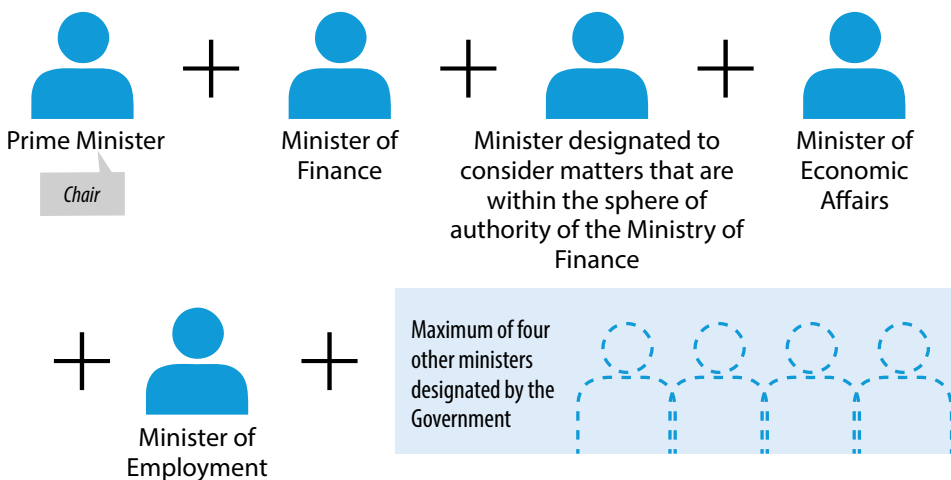 Prime Minister
Chair
Minister of
Finance
Minister designated to
consider matters that are
within the sphere of
authority of the Ministry of
Finance
Minister of
Economic
Affairs
Minister of
Employment
Maximum of four
other ministers
designated by the
Government